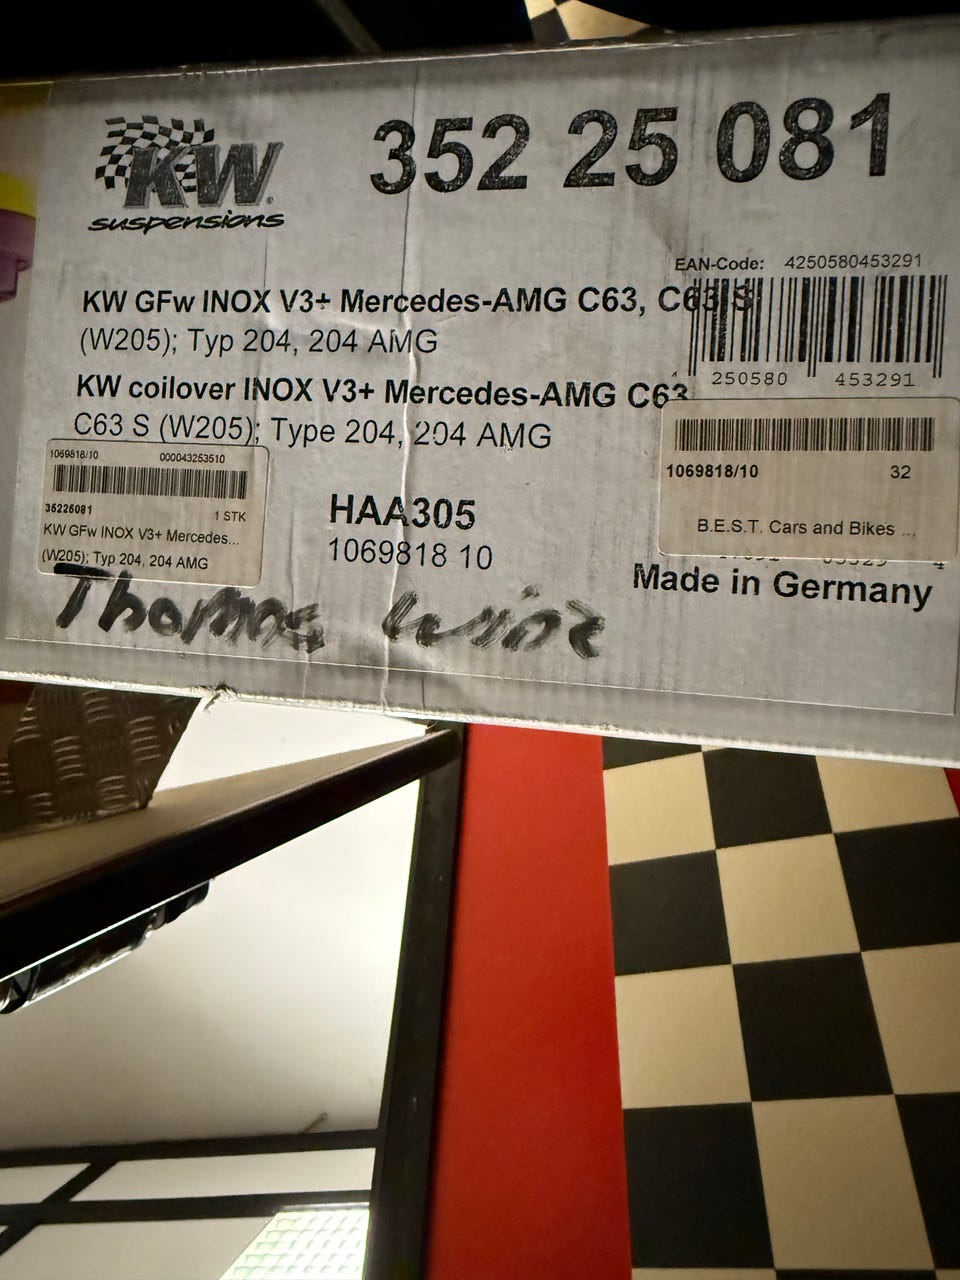 KW
suspensions
352 25 081
EAN-Code: 4250580453291
KW GFw INOX V3+ Mercedes-AMG C63, C63 S
(W205); Typ 204, 204 AMG
4 250580 453291
KW coilover INOX V3+ Mercedes-AMG C63
C63 S (W205); Type 204, 204 AMG
1069818/10 000043253510
35225081 1 STK
KW GFw INOX V3+ Mercedes...
(W205); Typ 204, 204 AMG
HAA305
1069818 10
1069818/10 32
B.E.S.T. Cars and Bikes ...
Made in Germany
Thomas